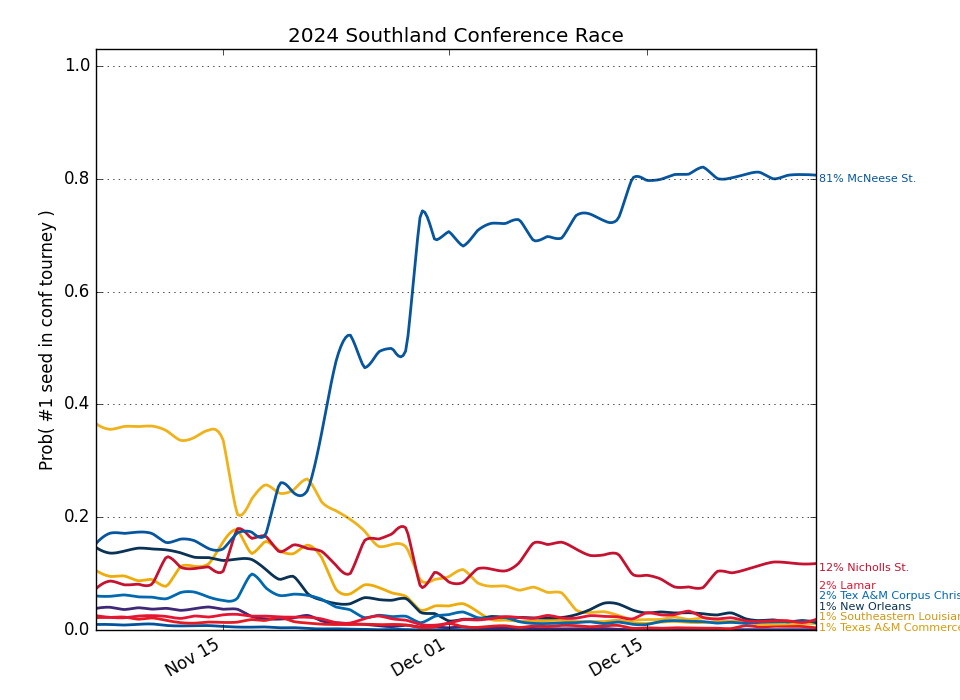 2024 Southland Conference Race
Prob( #1 seed in conf tourney )
1.0
0.8
0.6
0.4
0.2
0.0
Nov 15
Dec 01
Dec 15
81% McNeese St.
12% Nicholls St.
2% Lamar
2% Tex A&M Corpus Chris
1% New Orleans
1% Southeastern Louisian
1% Texas A&M Commerce